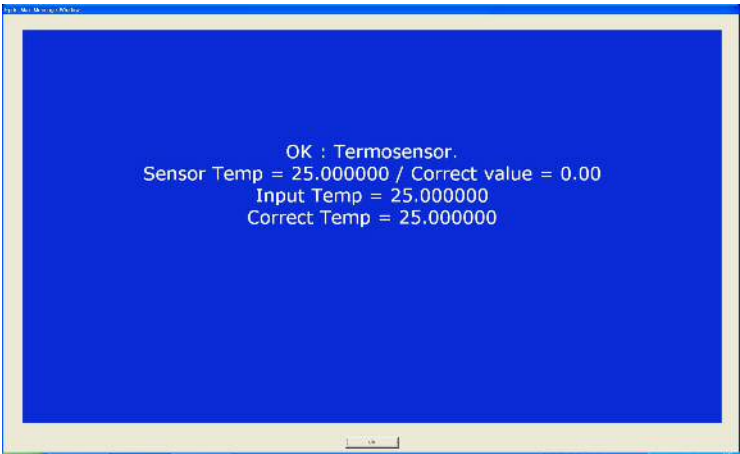 OK : Termosensor.
Sensor Temp = 25.000000 / Correct value = 0.00
Input Temp = 25.000000
Correct Temp = 25.000000